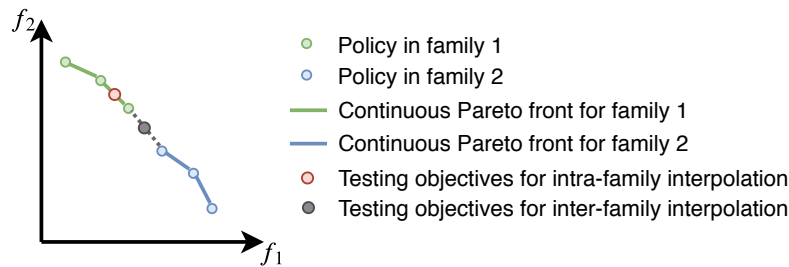 f2
Policy in family 1
Policy in family 2
Continuous Pareto front for family 1
Continuous Pareto front for family 2
Testing objectives for intra-family interpolation
Testing objectives for inter-family interpolation
f1